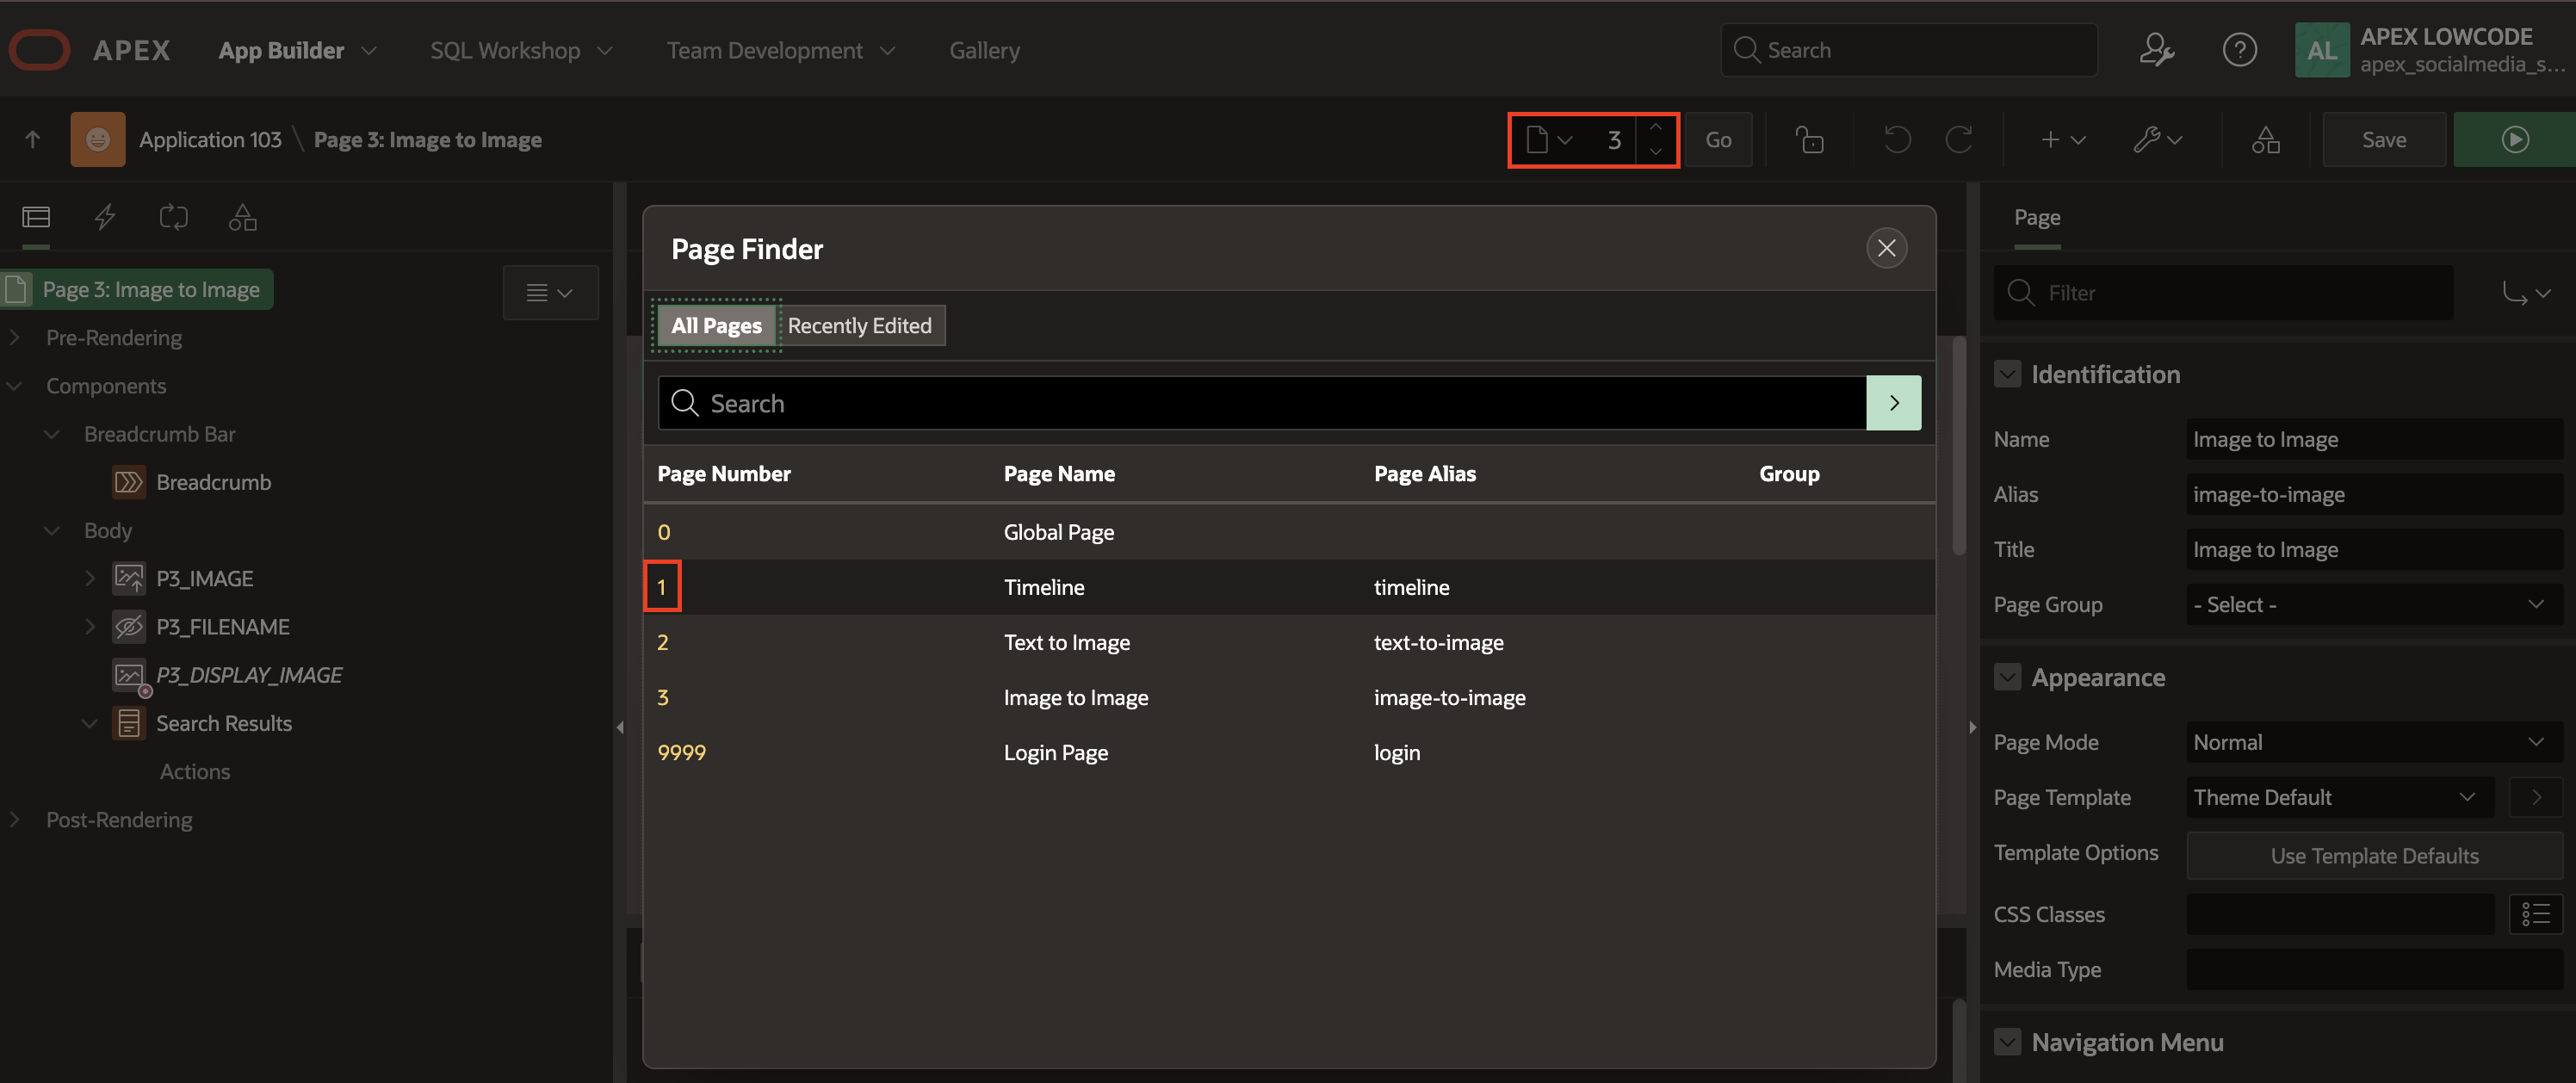 APEX
App Builder
SQL Workshop
Team Development
Gallery
Search
AL
APEX LOWCODE
apex_socialmedia_s...
Application 103 \ Page 3: Image to Image
3
Go
Save
Page 3: Image to Image
Pre-Rendering
Components
Breadcrumb Bar
Breadcrumb
Body
P3_IMAGE
P3_FILENAME
P3_DISPLAY_IMAGE
Search Results
Actions
Post-Rendering
Page Finder
All Pages
Recently Edited
Search
Page Number Page Name Page Alias Group
0 Global Page
1 Timeline timeline
2 Text to Image text-to-image
3 Image to Image image-to-image
9999 Login Page login
Page
Filter
Identification
Name Image to Image
Alias image-to-image
Title Image to Image
Page Group - Select -
Appearance
Page Mode Normal
Page Template Theme Default
Template Options Use Template Defaults
CSS Classes
Media Type
Navigation Menu